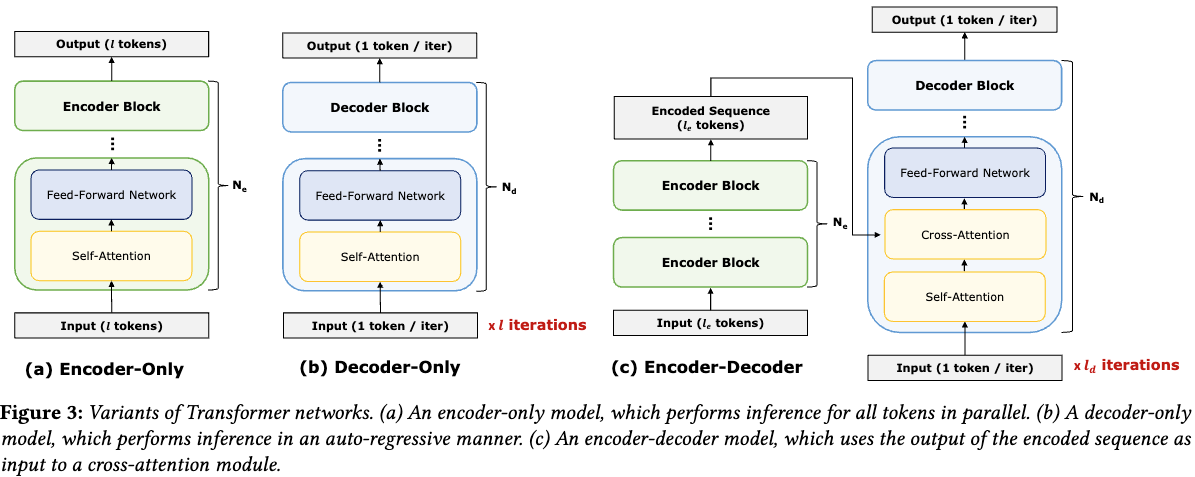 Output (l tokens)
Encoder Block
⋮
Feed-Forward Network
Self-Attention
Nₑ
Input (l tokens)
(a) Encoder-Only
Output (1 token / iter)
Decoder Block
⋮
Feed-Forward Network
Self-Attention
N_d
Input (1 token / iter)
x l iterations
(b) Decoder-Only
Encoded Sequence
(lₑ tokens)
Encoder Block
⋮
Encoder Block
Nₑ
Input (lₑ tokens)
(c) Encoder-Decoder
Output (1 token / iter)
Decoder Block
⋮
Feed-Forward Network
Cross-Attention
Self-Attention
N_d
Input (1 token / iter)
x l_d iterations
Figure 3: Variants of Transformer networks. (a) An encoder-only model, which performs inference for all tokens in parallel. (b) A decoder-only
model, which performs inference in an auto-regressive manner. (c) An encoder-decoder model, which uses the output of the encoded sequence as
input to a cross-attention module.